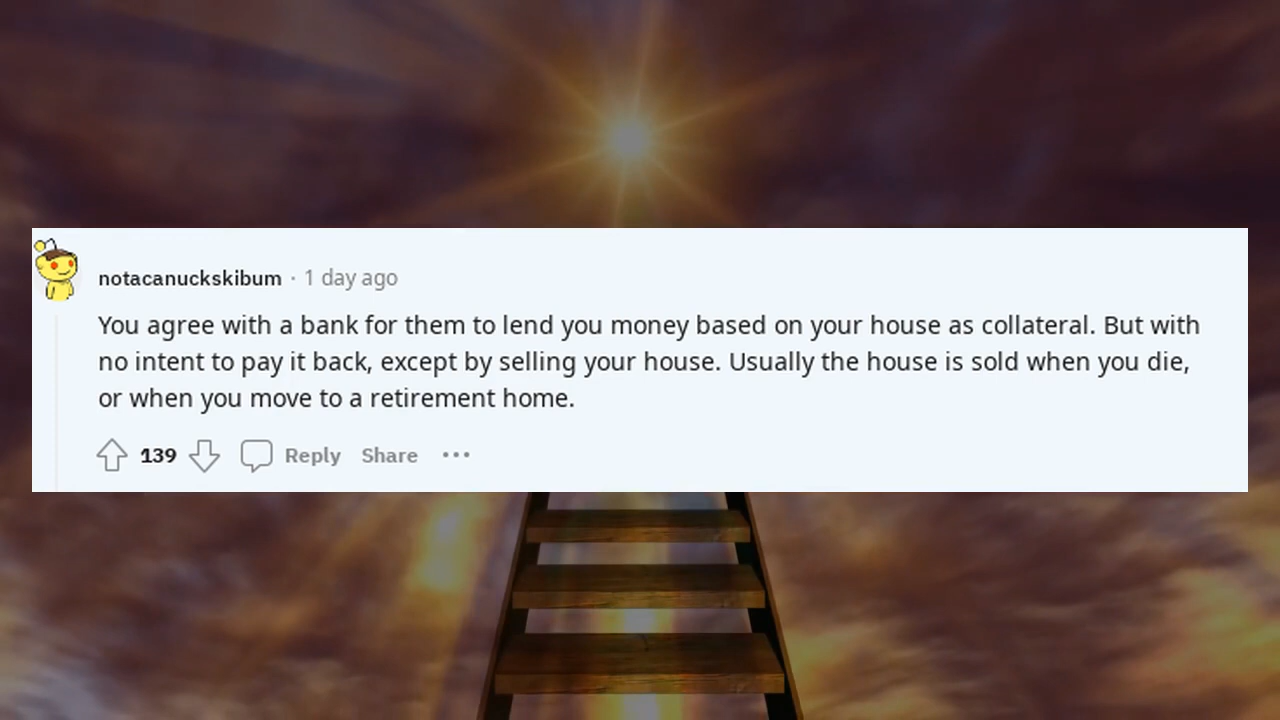 notacanuckskibum · 1 day ago
You agree with a bank for them to lend you money based on your house as collateral. But with
no intent to pay it back, except by selling your house. Usually the house is sold when you die,
or when you move to a retirement home.
139 Reply Share •••